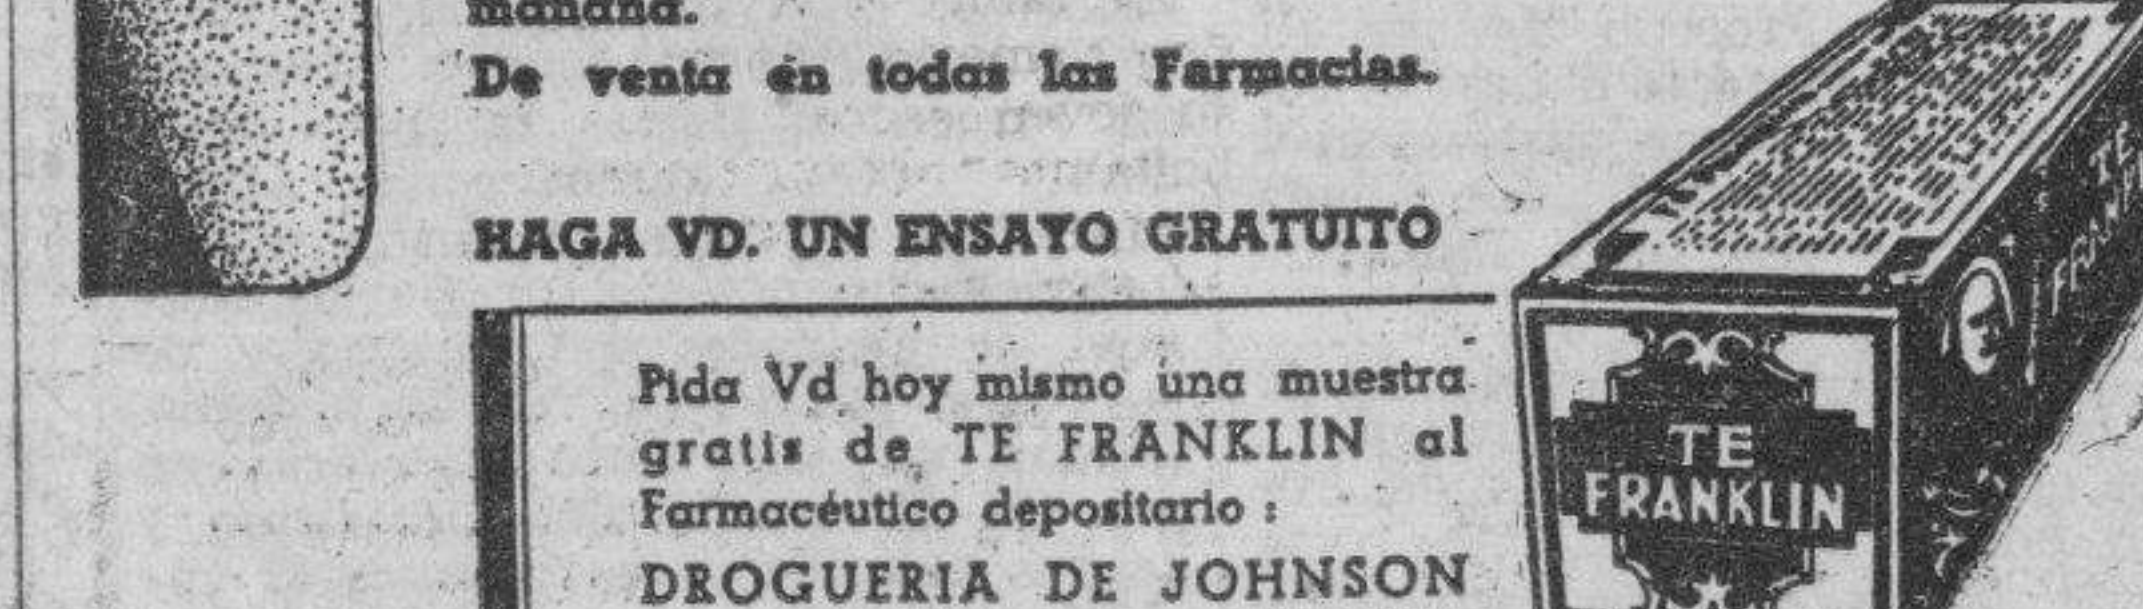 mañana.
De venta en todas las Farmacias.
HAGA VD. UN ENSAYO GRATUITO
Pida Vd hoy mismo una muestra
gratis de TE FRANKLIN al
Farmacéutico depositario :
DROGUERIA DE JOHNSON
TE
FRANKLIN
TE